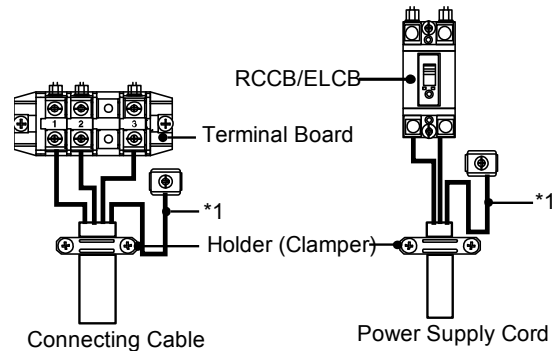 RCCB/ELCB
1 2 3
Terminal Board
*1
*1
Holder (Clamper)
Connecting Cable
Power Supply Cord